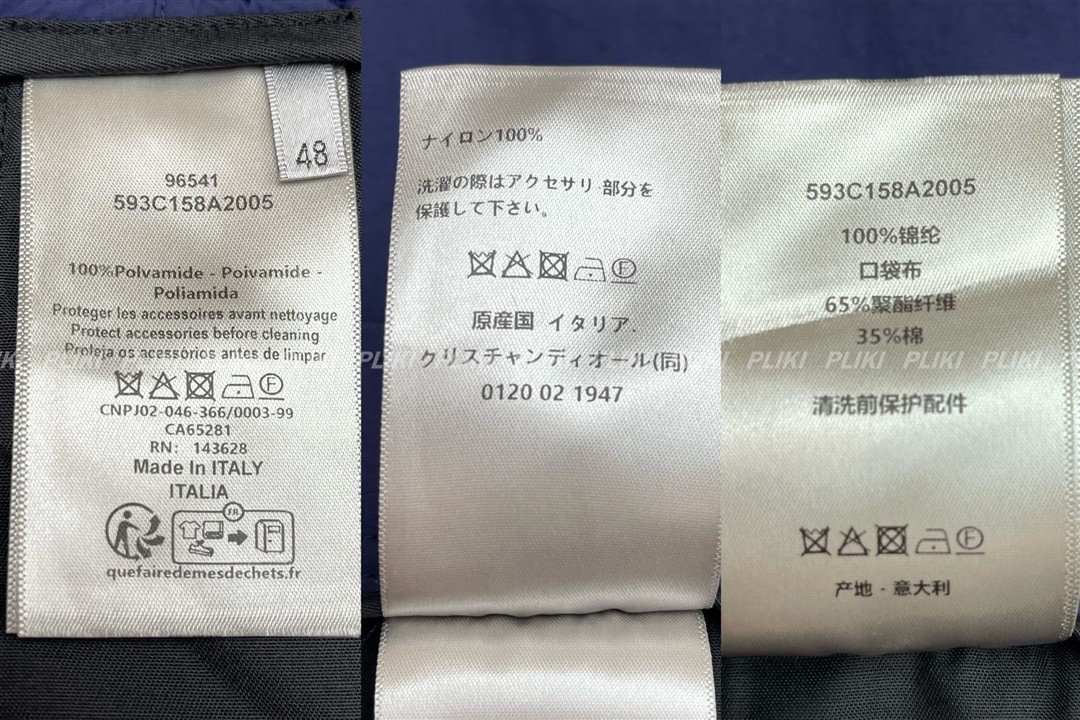 48
96541
593C158A2005
100%Polvamide - Poivamide -
Poliamida
Proteger les accessoires avant nettoyage
Protect accessories before cleaning
Proleja os acessorios antes de limpar
CNPJ02-046-366/0003-99
CA65281
RN: 143628
Made In ITALY
ITALIA
FR
quefairedemesdechets.fr
ナイロン100%
洗濯の際はアクセサリ 部分を
保護して下さい。
F
原産国 イタリア.
クリスチャンディオール(同)
0120 02 1947
593C158A2005
100%锦纶
口袋布
65%聚酯纤维
35%棉
PLIKI PLIKI PLIKI PLIKI
清洗前保护配件
F
产地 · 意大利